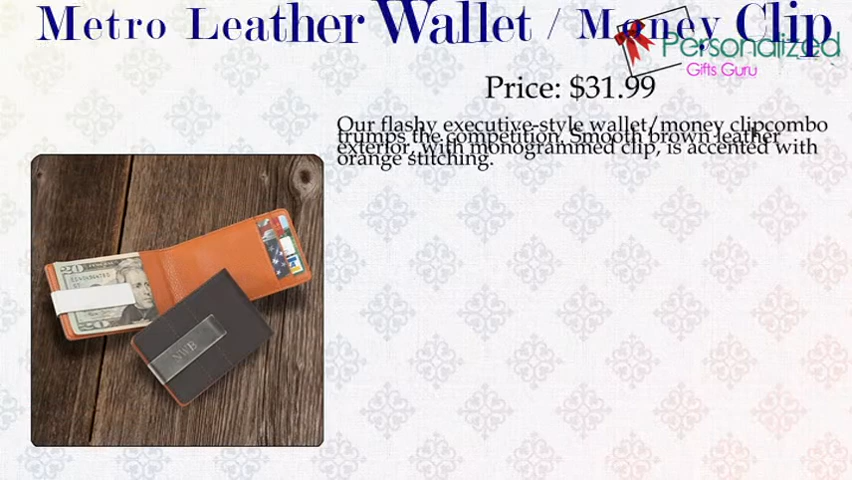 Metro Leather Wallet / Money Clip
Personalized
Gifts Guru
Price: $31.99
Our flashy executive-style wallet/money clipcombo
trumps the competition. Smooth brown leather
exterior, with monogrammed clip, is accented with
orange stitching.
20
NWB